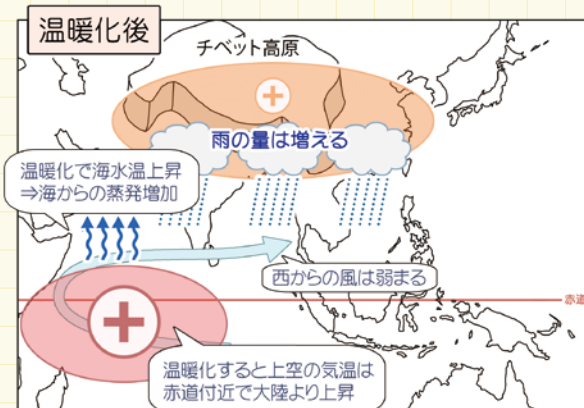 温暖化後
チベット高原
雨の量は増える
温暖化で海水温上昇
⇒海からの蒸発増加
西からの風は弱まる
赤道
温暖化すると上空の気温は
赤道付近で大陸より上昇